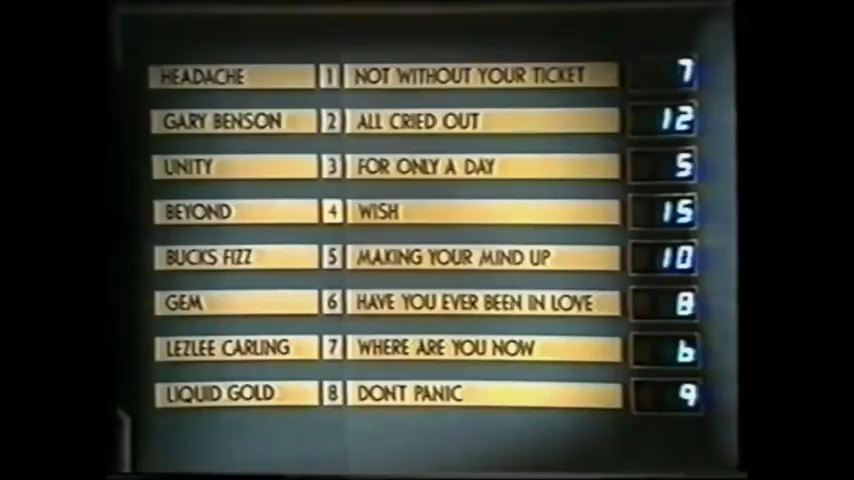 HEADACHE 1 NOT WITHOUT YOUR TICKET 7
GARY BENSON 2 ALL CRIED OUT 12
UNITY 3 FOR ONLY A DAY 5
BEYOND 4 WISH 15
BUCKS FIZZ 5 MAKING YOUR MIND UP 10
GEM 6 HAVE YOU EVER BEEN IN LOVE 8
LEZLEE CARLING 7 WHERE ARE YOU NOW 6
LIQUID GOLD 8 DONT PANIC 9